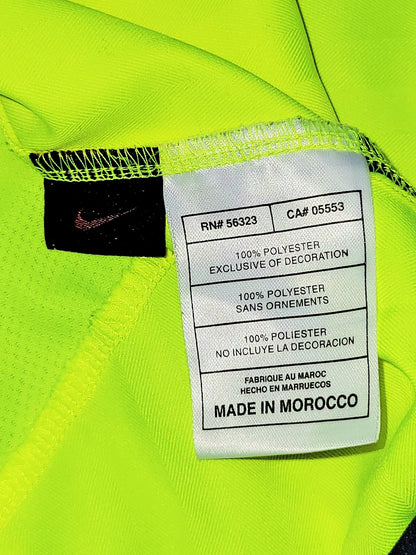 RN# 56323 CA# 05553
100% POLYESTER
EXCLUSIVE OF DECORATION
100% POLYESTER
SANS ORNEMENTS
100% POLIESTER
NO INCLUYE LA DECORACION
FABRIQUE AU MAROC
HECHO EN MARRUECOS
MADE IN MOROCCO